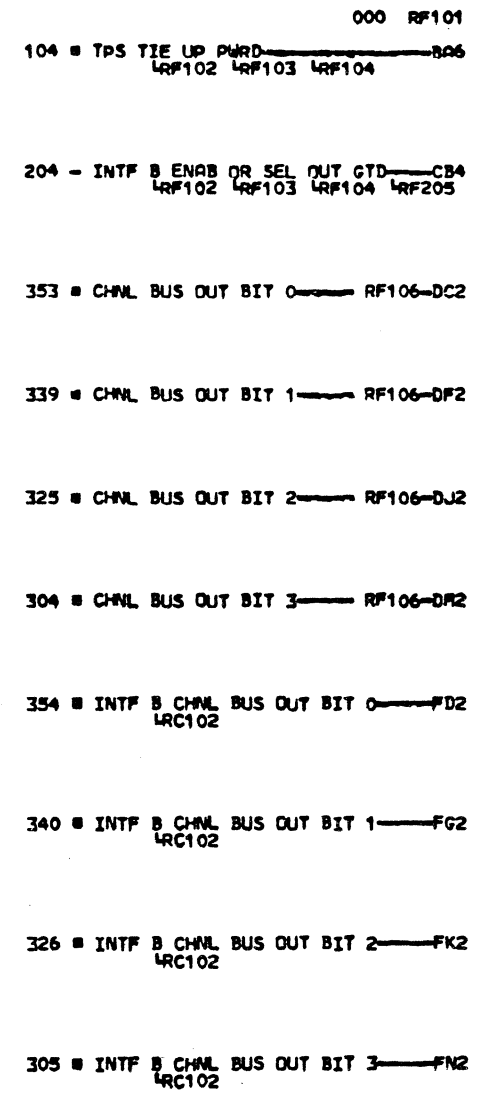 000 RF101
104 ■ TPS TIE UP PWRD BA6
└RF102 └RF103 └RF104
204 - INTF B ENAB OR SEL OUT GTD CB4
└RF102 └RF103 └RF104 └RF205
353 ■ CHNL BUS OUT BIT 0 RF106-DC2
339 ■ CHNL BUS OUT BIT 1 RF106-DF2
325 ■ CHNL BUS OUT BIT 2 RF106-DJ2
304 ■ CHNL BUS OUT BIT 3 RF106-DM2
354 ■ INTF B CHNL BUS OUT BIT 0 FD2
└RC102
340 ■ INTF B CHNL BUS OUT BIT 1 FG2
└RC102
326 ■ INTF B CHNL BUS OUT BIT 2 FK2
└RC102
305 ■ INTF B CHNL BUS OUT BIT 3 FN2
└RC102